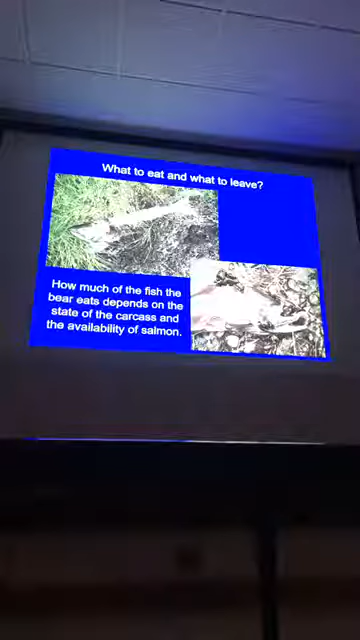 What to eat and what to leave?
How much of the fish the
bear eats depends on the
state of the carcass and
the availability of salmon.